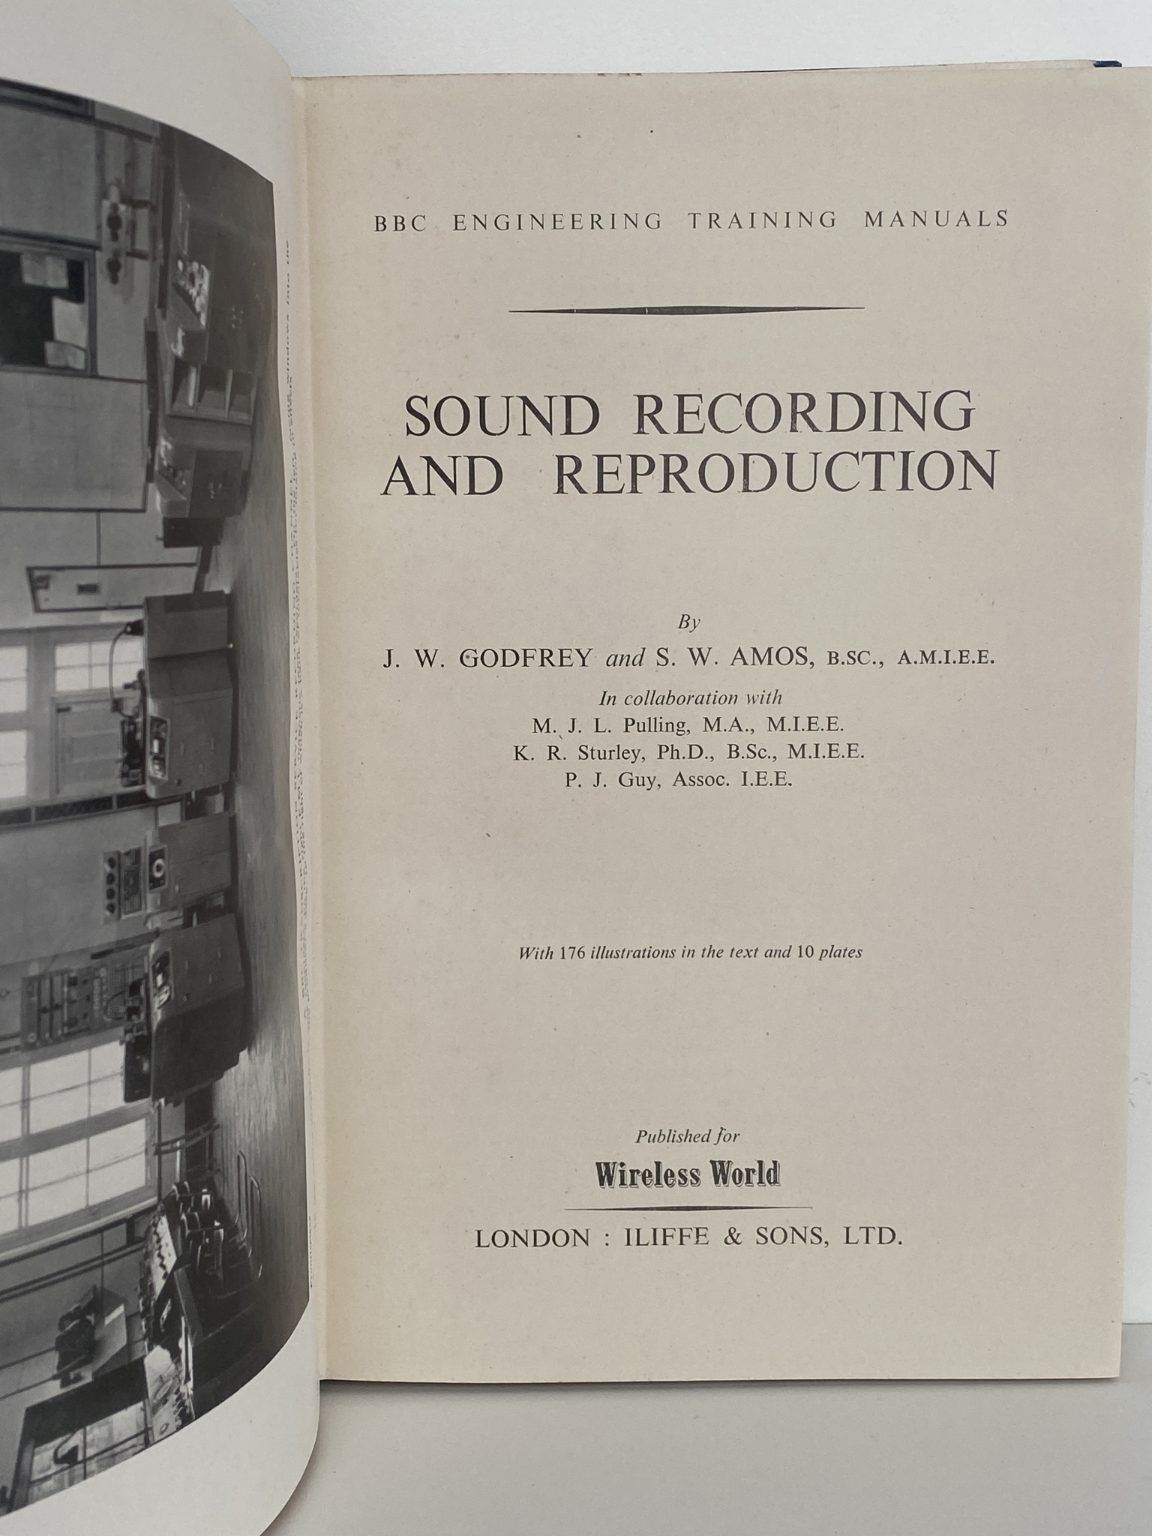 BBC ENGINEERING TRAINING MANUALS
SOUND RECORDING
AND REPRODUCTION
By
J. W. GODFREY and S. W. AMOS, B.SC., A.M.I.E.E.
In collaboration with
M. J. L. Pulling, M.A., M.I.E.E.
K. R. Sturley, Ph.D., B.Sc., M.I.E.E.
P. J. Guy, Assoc. I.E.E.
With 176 illustrations in the text and 10 plates
Published for
Wireless World
LONDON : ILIFFE & SONS, LTD.